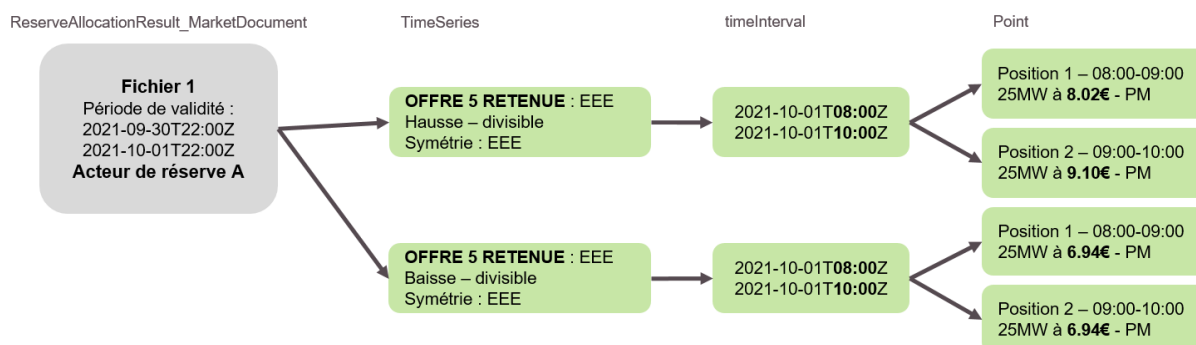 ReserveAllocationResult_MarketDocument
TimeSeries
timeInterval
Point
Fichier 1
Période de validité :
2021-09-30T22:00Z
2021-10-01T22:00Z
Acteur de réserve A
OFFRE 5 RETENUE : EEE
Hausse – divisible
Symétrie : EEE
2021-10-01T08:00Z
2021-10-01T10:00Z
Position 1 – 08:00-09:00
25MW à 8.02€ - PM
Position 2 – 09:00-10:00
25MW à 9.10€ - PM
OFFRE 5 RETENUE : EEE
Baisse – divisible
Symétrie : EEE
2021-10-01T08:00Z
2021-10-01T10:00Z
Position 1 – 08:00-09:00
25MW à 6.94€ - PM
Position 2 – 09:00-10:00
25MW à 6.94€ - PM